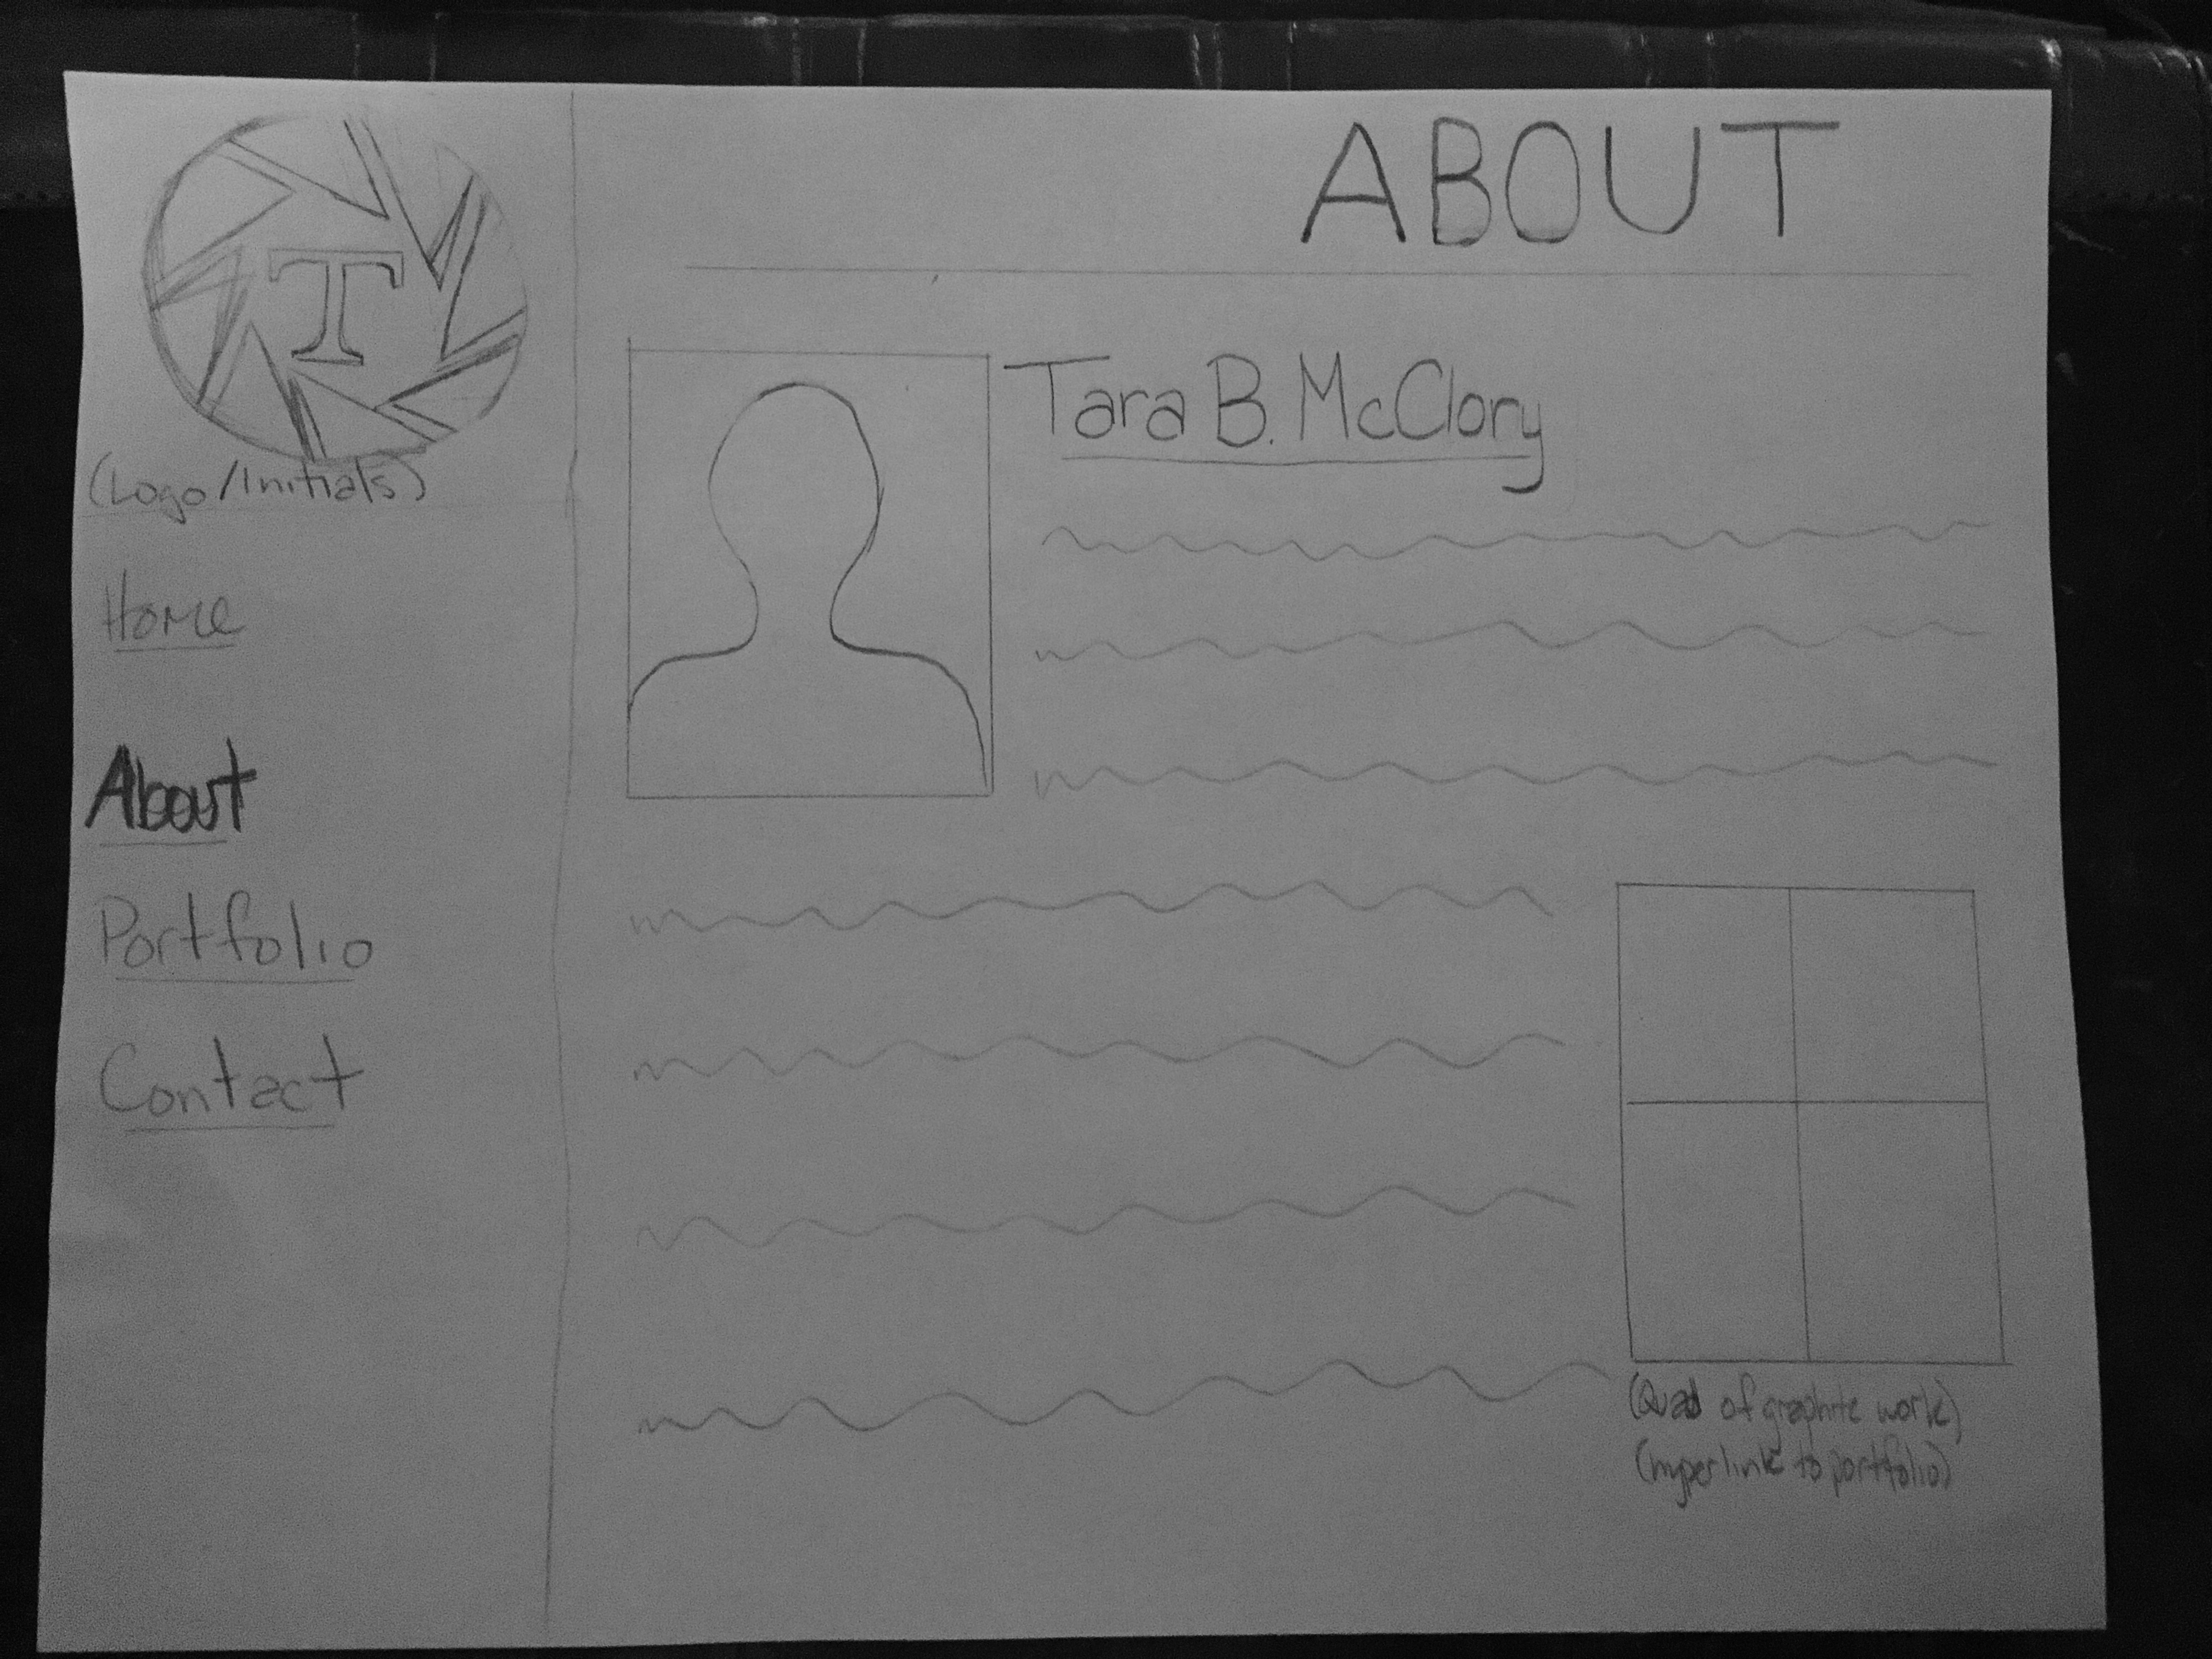 T
(Logo/Initials)
Home
About
Portfolio
Contact
ABOUT
Tara B. McClory
(Quad of graphite work)
(hyperlink to portfolio)